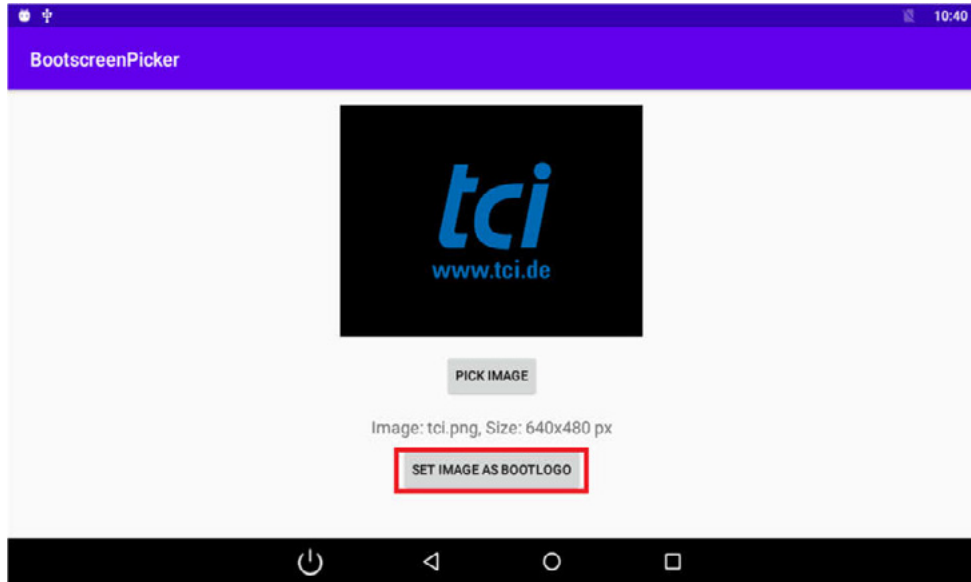 10:40
BootscreenPicker
tci
www.tci.de
PICK IMAGE
Image: tci.png, Size: 640x480 px
SET IMAGE AS BOOTLOGO